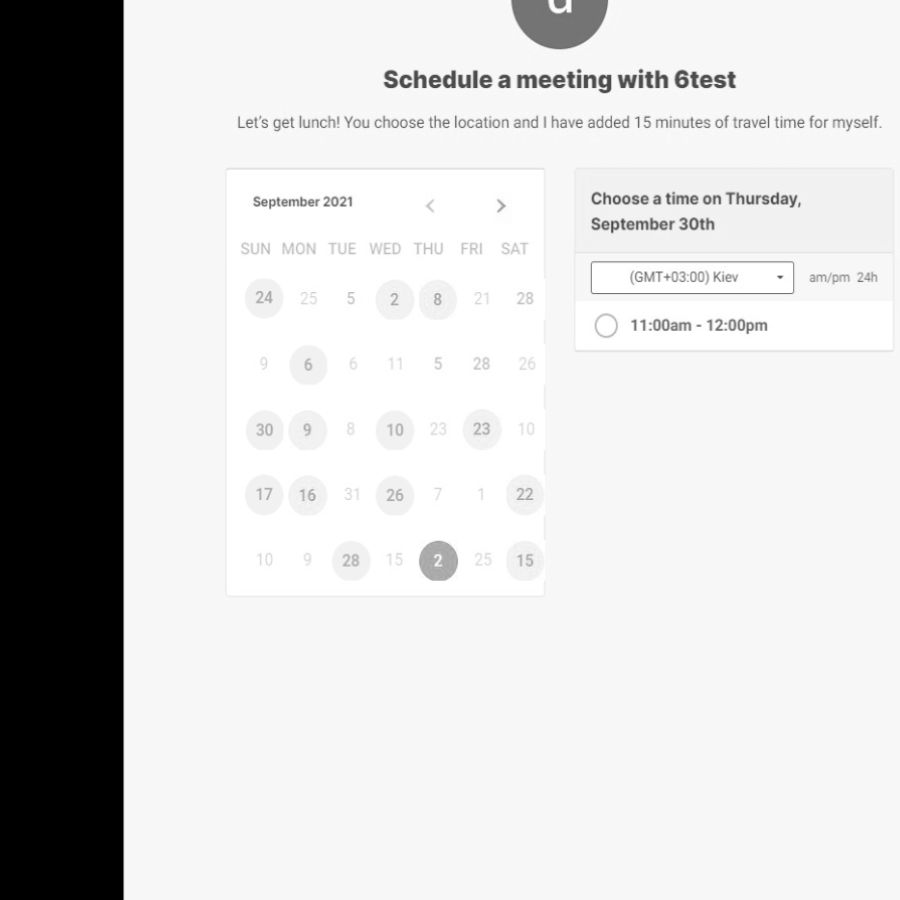 Schedule a meeting with 6test
Let's get lunch! You choose the location and I have added 15 minutes of travel time for myself.
September 2021
SUN MON TUE WED THU FRI SAT
24 25 5 2 8 21 28
9 6 6 11 5 28 26
30 9 8 10 23 23 10
17 16 31 26 7 1 22
10 9 28 15 2 25 15
Choose a time on Thursday,
September 30th
(GMT+03:00) Kiev am/pm 24h
11:00am - 12:00pm